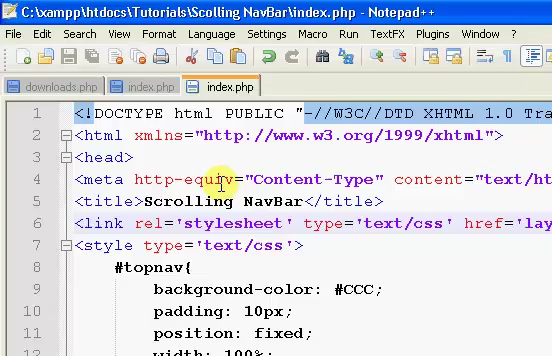 C:\xampp\htdocs\Tutorials\Scolling NavBar\index.php - Notepad++
File Edit Search View Encoding Language Settings Macro Run TextFX Plugins Window ?
downloads.php index.php index.php
1 <!DOCTYPE html PUBLIC "-//W3C//DTD XHTML 1.0 Tra
2 <html xmlns="http://www.w3.org/1999/xhtml">
3 <head>
4 <meta http-equiv="Content-Type" content="text/ht
5 <title>Scrolling NavBar</title>
6 <link rel='stylesheet' type='text/css' href='lay
7 <style type='text/css'>
8 #topnav{
9 background-color: #CCC;
10 padding: 10px;
11 position: fixed;
12 width: 100%;